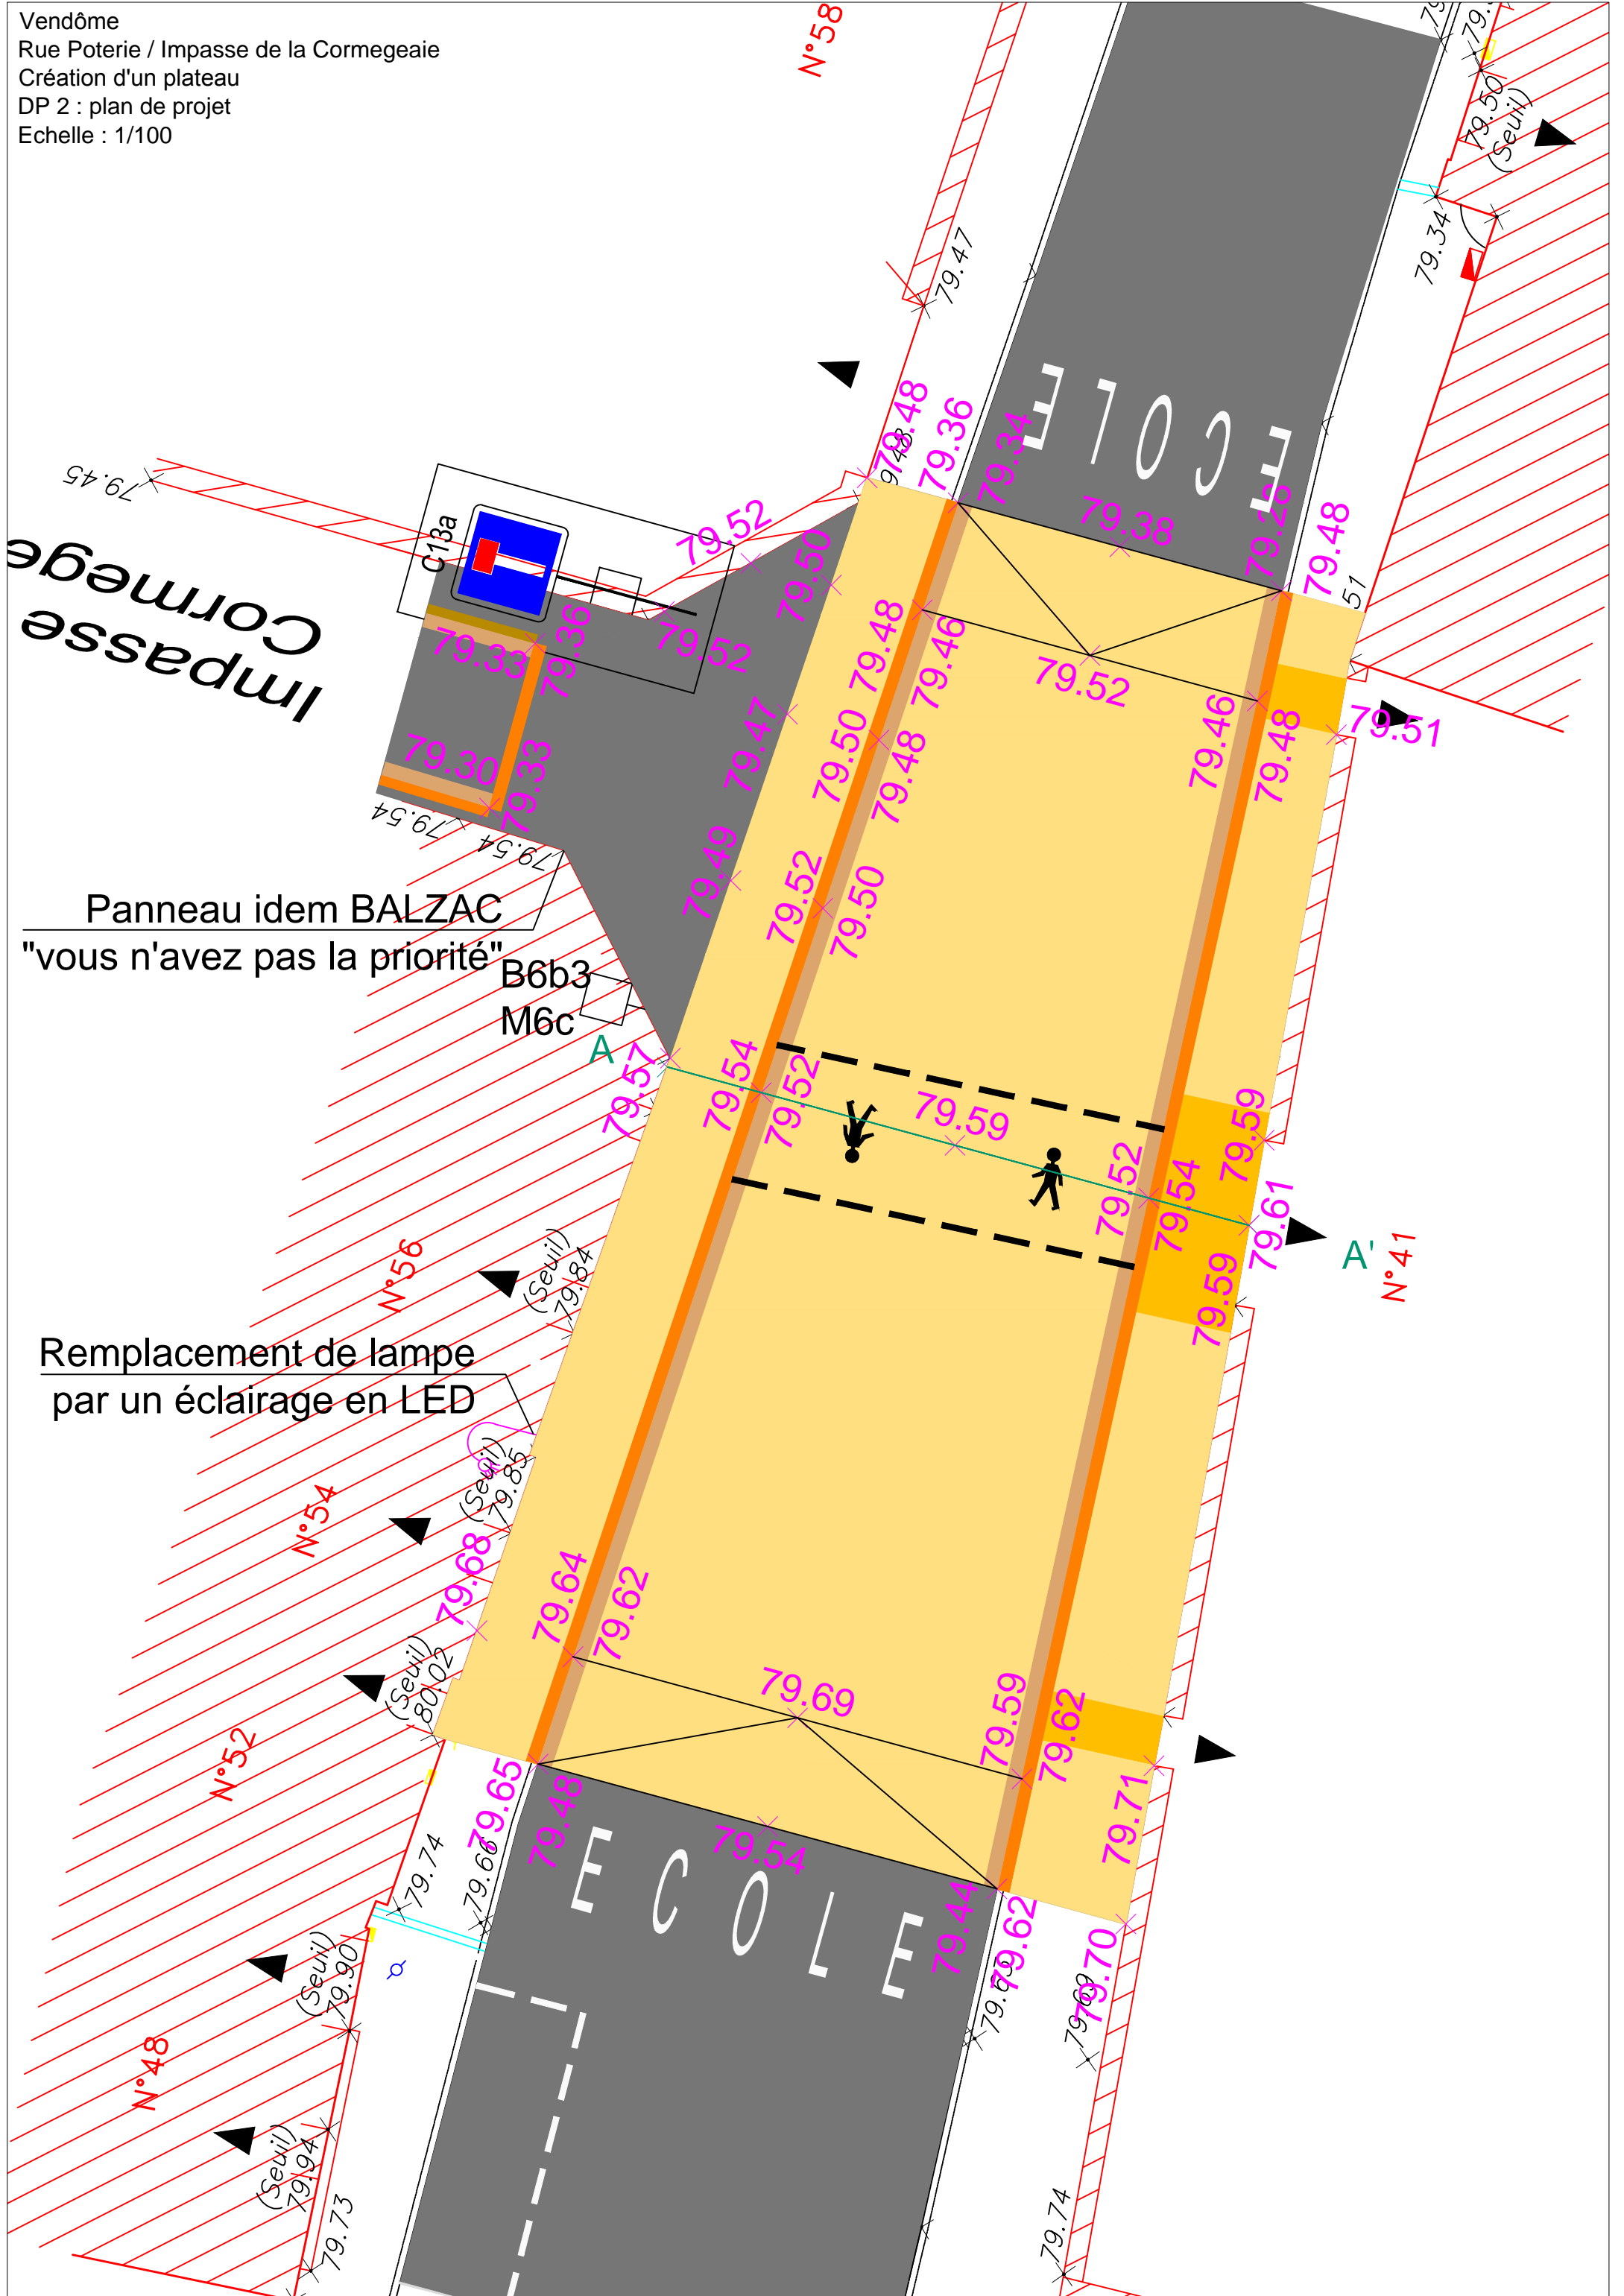 Vendôme
Rue Poterie / Impasse de la Cormegeaie
Création d'un plateau
DP 2 : plan de projet
Echelle : 1/100
N°58
79.50
(Seuil)
79.34
79.47
ECOLE
79.48
79.36
79.34
79.38
79.48
51
79.45
C13a
79.52
79.50
Impasse
Cormege
79.33
79.36
79.52
79.48
79.46
79.52
79.46
79.48
79.51
79.47
79.50
79.48
79.30
79.33
79.54
79.54
79.49
79.52
79.50
Panneau idem BALZAC
"vous n'avez pas la priorité"
B6b3
M6c
A
79.57
79.54
79.52
79.59
79.52
79.54
79.59
79.61
79.59
A'
N°41
N°56
(Seuil)
79.84
Remplacement de lampe
par un éclairage en LED
(Seuil)
79.85
N°54
79.68
79.64
79.62
(Seuil)
80.02
79.69
79.59
79.62
N°52
79.65
79.48
79.54
79.71
79.74
79.66
ECOLE
79.44
79.62
79.63
79.70
79.69
(Seuil)
79.90
N°48
(Seuil)
79.94
79.73
79.74